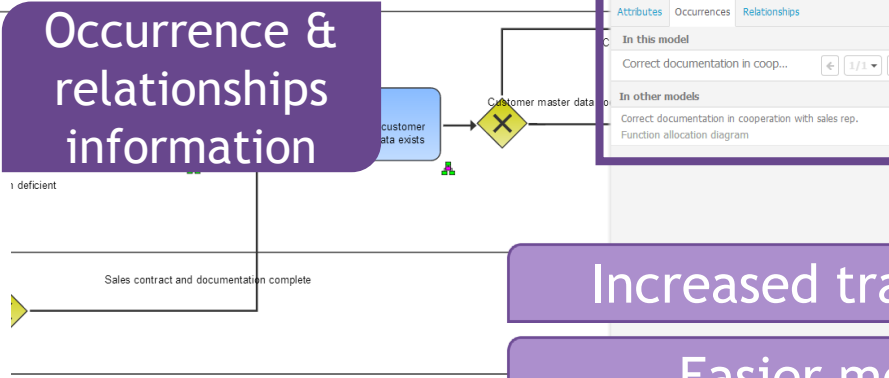 Occurrence &
relationships
information
Attributes Occurrences Relationships
In this model
Correct documentation in coop...
1/1
In other models
Correct documentation in cooperation with sales rep.
Function allocation diagram
Customer master data
customer
exists
deficient
Sales contract and documentation complete
Increased
Easier